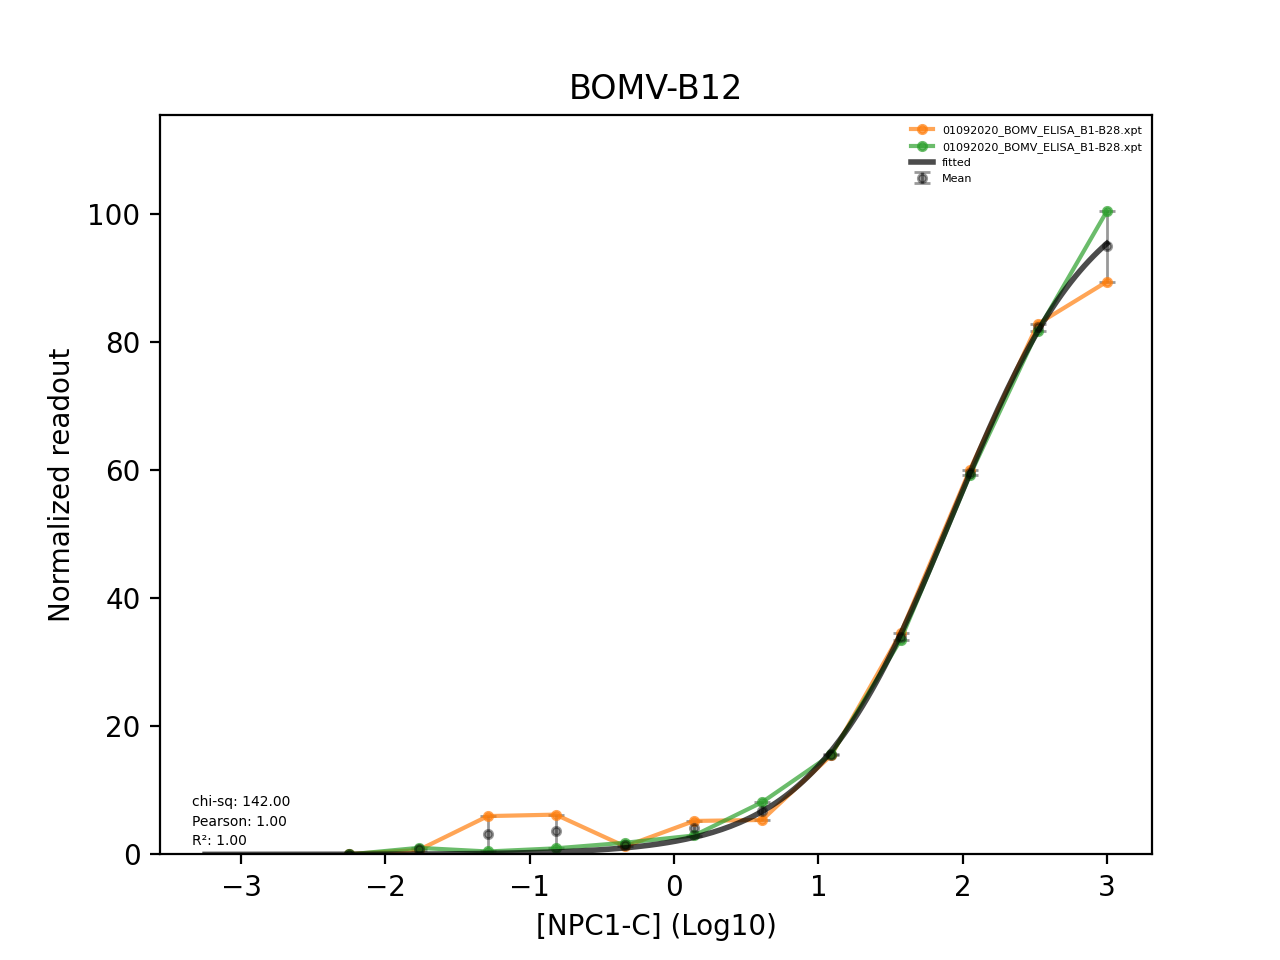 BOMV-B12
01092020_BOMV_ELISA_B1-B28.xpt
01092020_BOMV_ELISA_B1-B28.xpt
fitted
Mean
Normalized readout
100
80
60
40
20
0
chi-sq: 142.00
Pearson: 1.00
R²: 1.00
−3 −2 −1 0 1 2 3
[NPC1-C] (Log10)